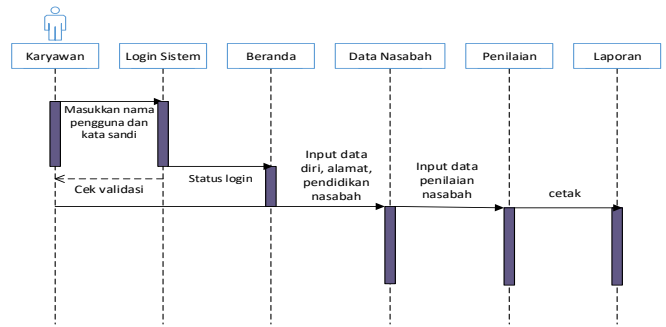 Karyawan
Login Sistem
Beranda
Data Nasabah
Penilaian
Laporan
Masukkan nama
pengguna dan
kata sandi
Cek validasi
Status login
Input data
diri, alamat,
pendidikan
nasabah
Input data
penilaian
nasabah
cetak